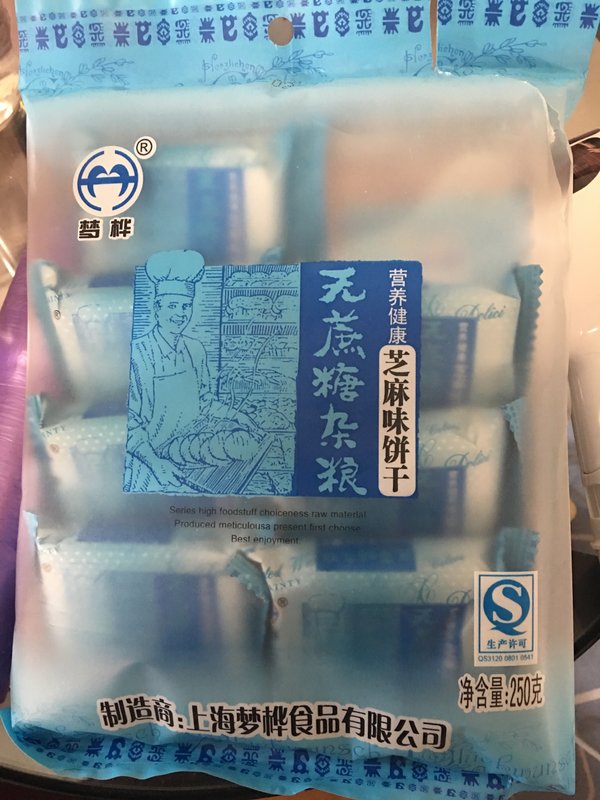 ®
梦桦
营养健康
无蔗糖杂粮
芝麻味饼干
Series high foodstuff choiceness raw material
Produced meticulousa present first choose
Best enjoyment
QS
生产许可
QS3120 0801 0541
净含量:250克
制造商:上海梦桦食品有限公司